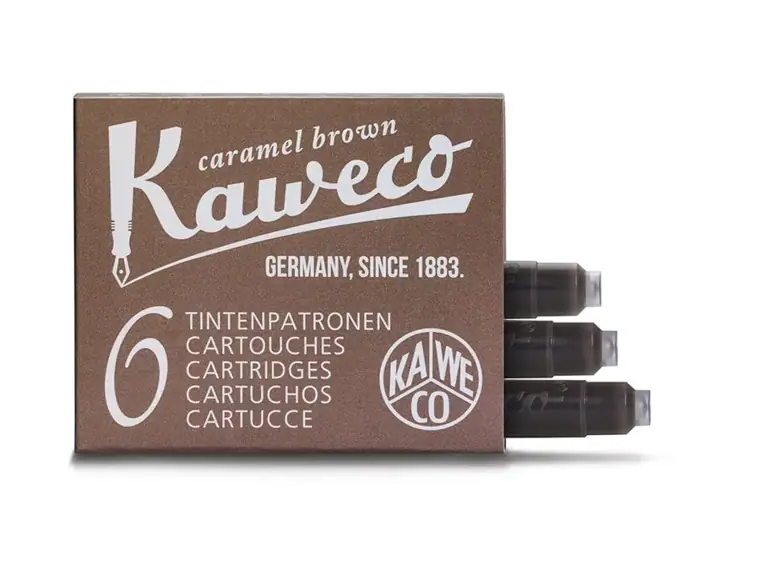 caramel brown
Kaweco
GERMANY, SINCE 1883.
6
TINTENPATRONEN
CARTOUCHES
CARTRIDGES
CARTUCHOS
CARTUCCE
KA WE
CO